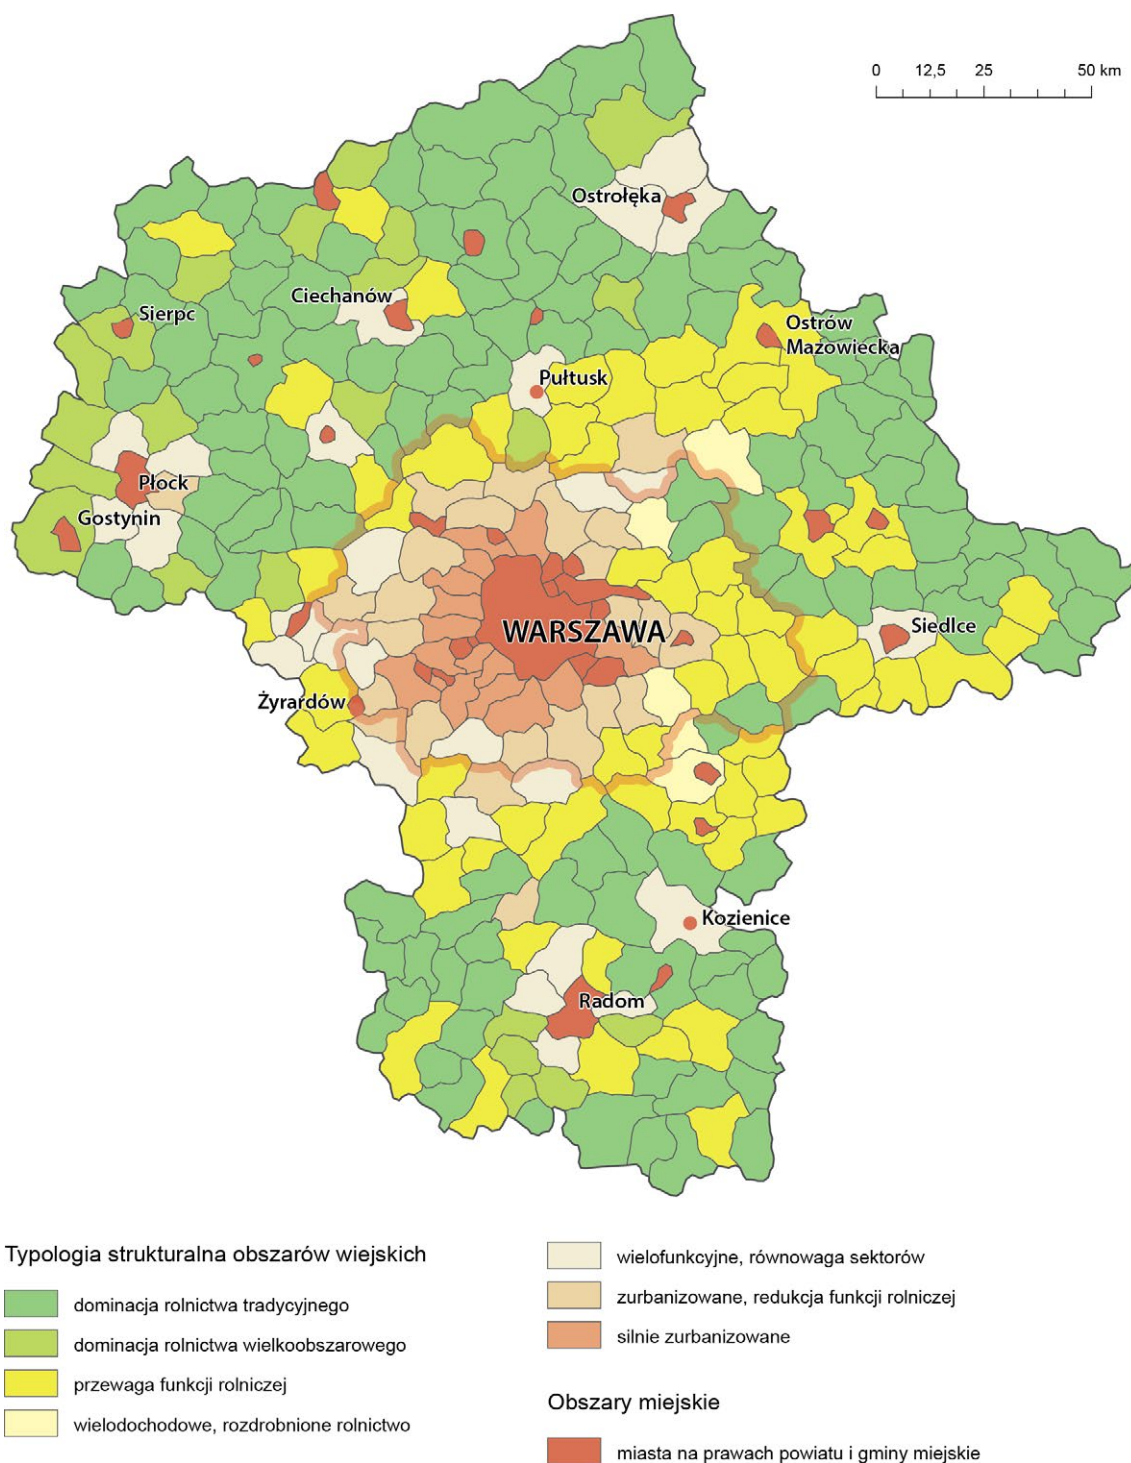 0 12,5 25 50 km
Ostrołęka
Ciechanów
Sierpc
Ostrów
Mazowiecka
Pułtusk
Płock
Gostynin
WARSZAWA
Siedlce
Żyrardów
Kozienice
Radom
Typologia strukturalna obszarów wiejskich
dominacja rolnictwa tradycyjnego
dominacja rolnictwa wielkoobszarowego
przewaga funkcji rolniczej
wielodochodowe, rozdrobnione rolnictwo
wielofunkcyjne, równowaga sektorów
zurbanizowane, redukcja funkcji rolniczej
silnie zurbanizowane
Obszary miejskie
miasta na prawach powiatu i gminy miejskie